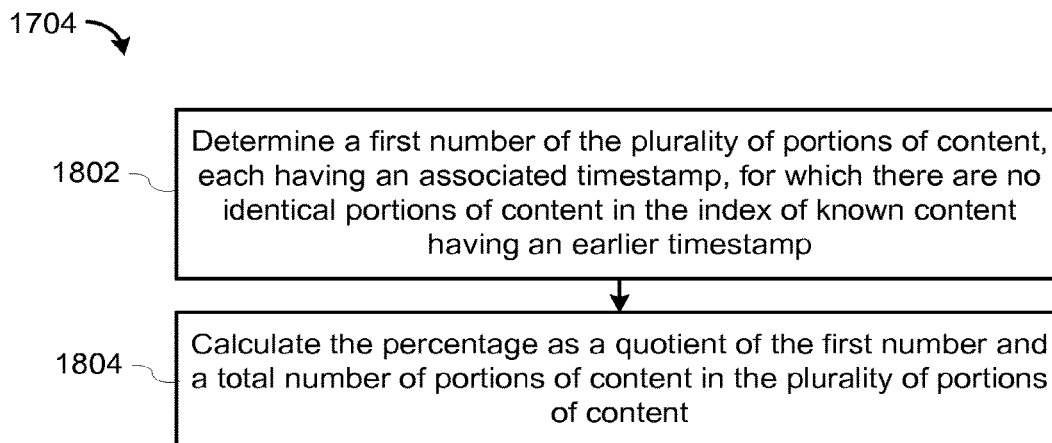 1704
1802
Determine a first number of the plurality of portions of content,
each having an associated timestamp, for which there are no
identical portions of content in the index of known content
having an earlier timestamp
1804
Calculate the percentage as a quotient of the first number and
a total number of portions of content in the plurality of portions
of content